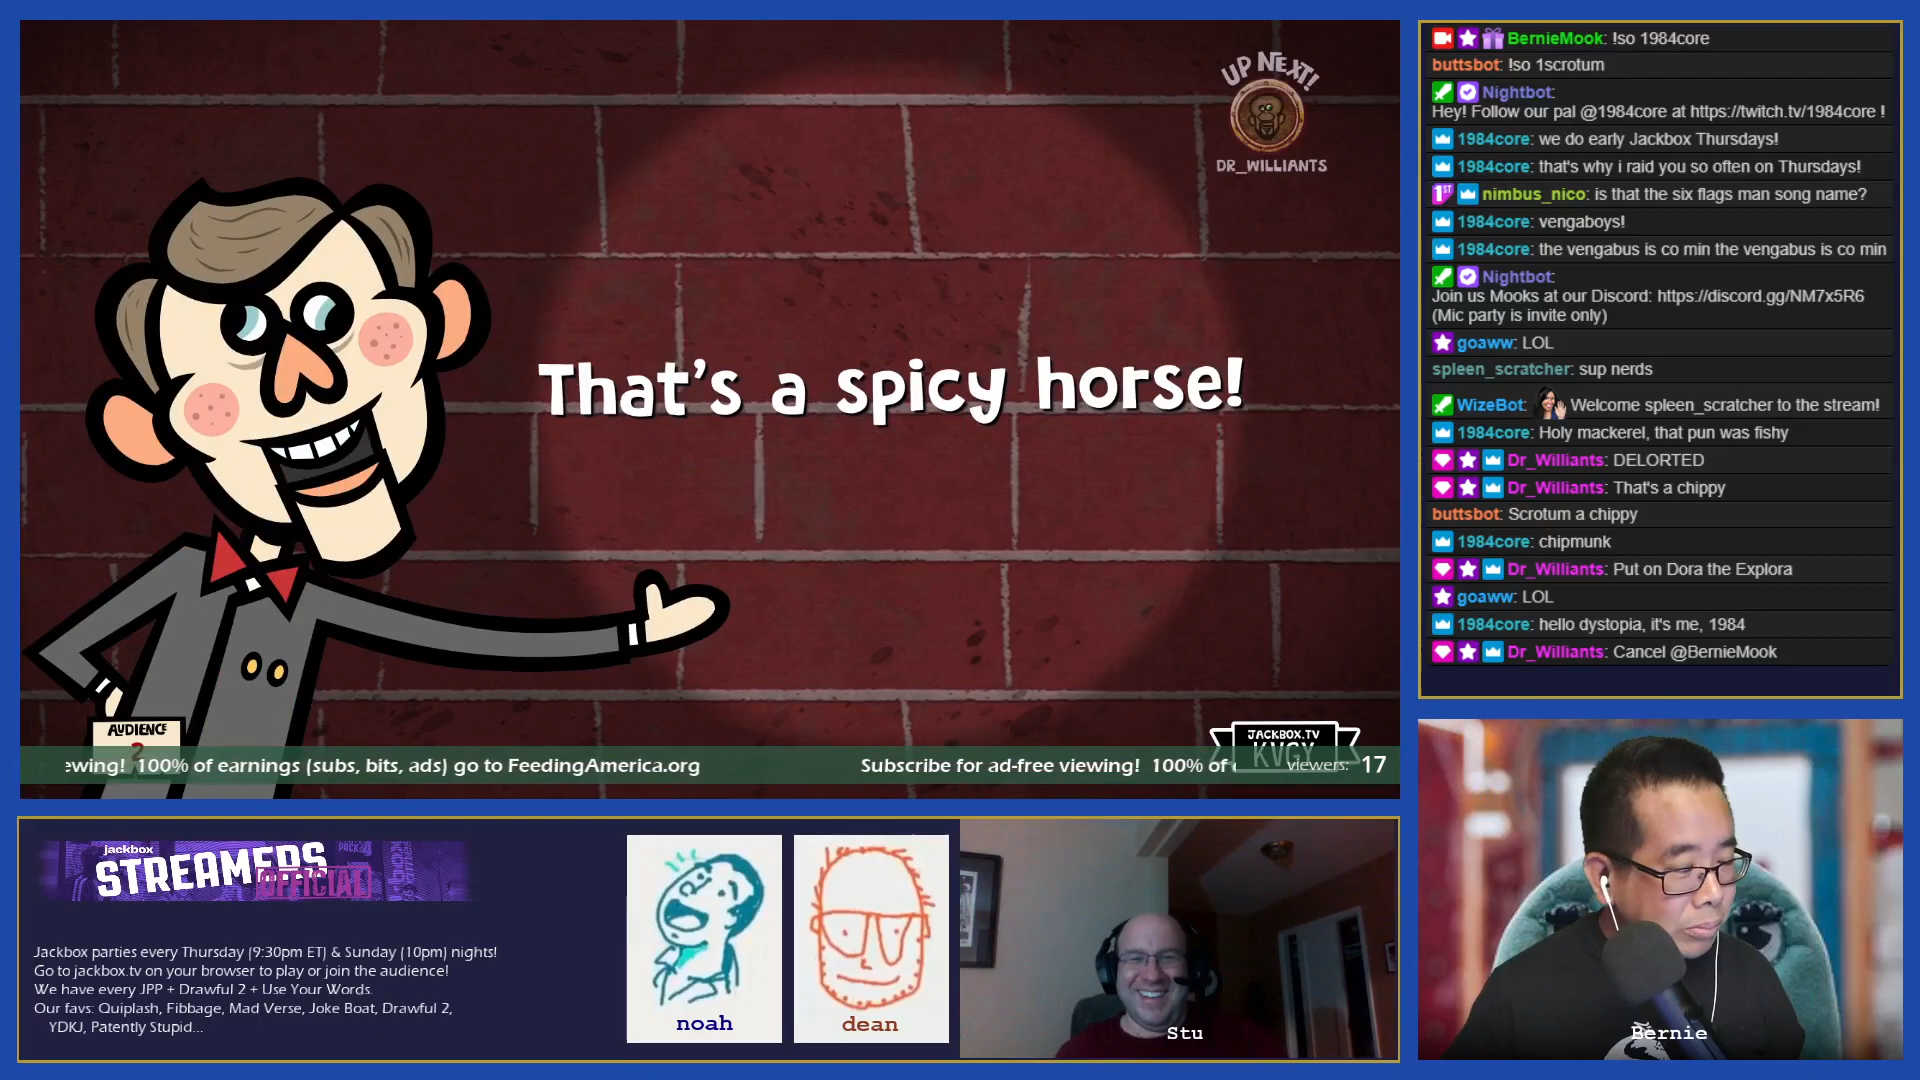 UP NEXT!
DR_WILLIANTS
That's a spicy horse!
AUDIENCE
2
JACKBOX.TV
KVGY
ewing! 100% of earnings (subs, bits, ads) go to FeedingAmerica.org
Subscribe for ad-free viewing! 100% of
viewers: 17
jackbox
STREAMERS
OFFICIAL
Jackbox parties every Thursday (9:30pm ET) & Sunday (10pm) nights!
Go to jackbox.tv on your browser to play or join the audience!
We have every JPP + Drawful 2 + Use Your Words.
Our favs: Quiplash, Fibbage, Mad Verse, Joke Boat, Drawful 2,
YDKJ, Patently Stupid...
noah
dean
Stu
Bernie
BernieMook: !so 1984core
buttsbot: !so 1scrotum
Nightbot:
Hey! Follow our pal @1984core at https://twitch.tv/1984core !
1984core: we do early Jackbox Thursdays!
1984core: that's why i raid you so often on Thursdays!
1ST nimbus_nico: is that the six flags man song name?
1984core: vengaboys!
1984core: the vengabus is co min the vengabus is co min
Nightbot:
Join us Mooks at our Discord: https://discord.gg/NM7x5R6
(Mic party is invite only)
goaww: LOL
spleen_scratcher: sup nerds
WizeBot: Welcome spleen_scratcher to the stream!
1984core: Holy mackerel, that pun was fishy
Dr_Williants: DELORTED
Dr_Williants: That's a chippy
buttsbot: Scrotum a chippy
1984core: chipmunk
Dr_Williants: Put on Dora the Explora
goaww: LOL
1984core: hello dystopia, it's me, 1984
Dr_Williants: Cancel @BernieMook